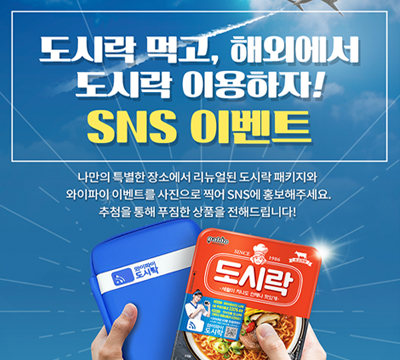 도시락 먹고, 해외에서
도시락 이용하자!
SNS 이벤트
나만의 특별한 장소에서 리뉴얼된 도시락 패키지와
와이파이 이벤트를 사진으로 찍어 SNS에 홍보해주세요.
추첨을 통해 푸짐한 상품을 전해드립니다!
와이파이
도시락
paldo
SINCE 1986
도시락
와이파이
도시락